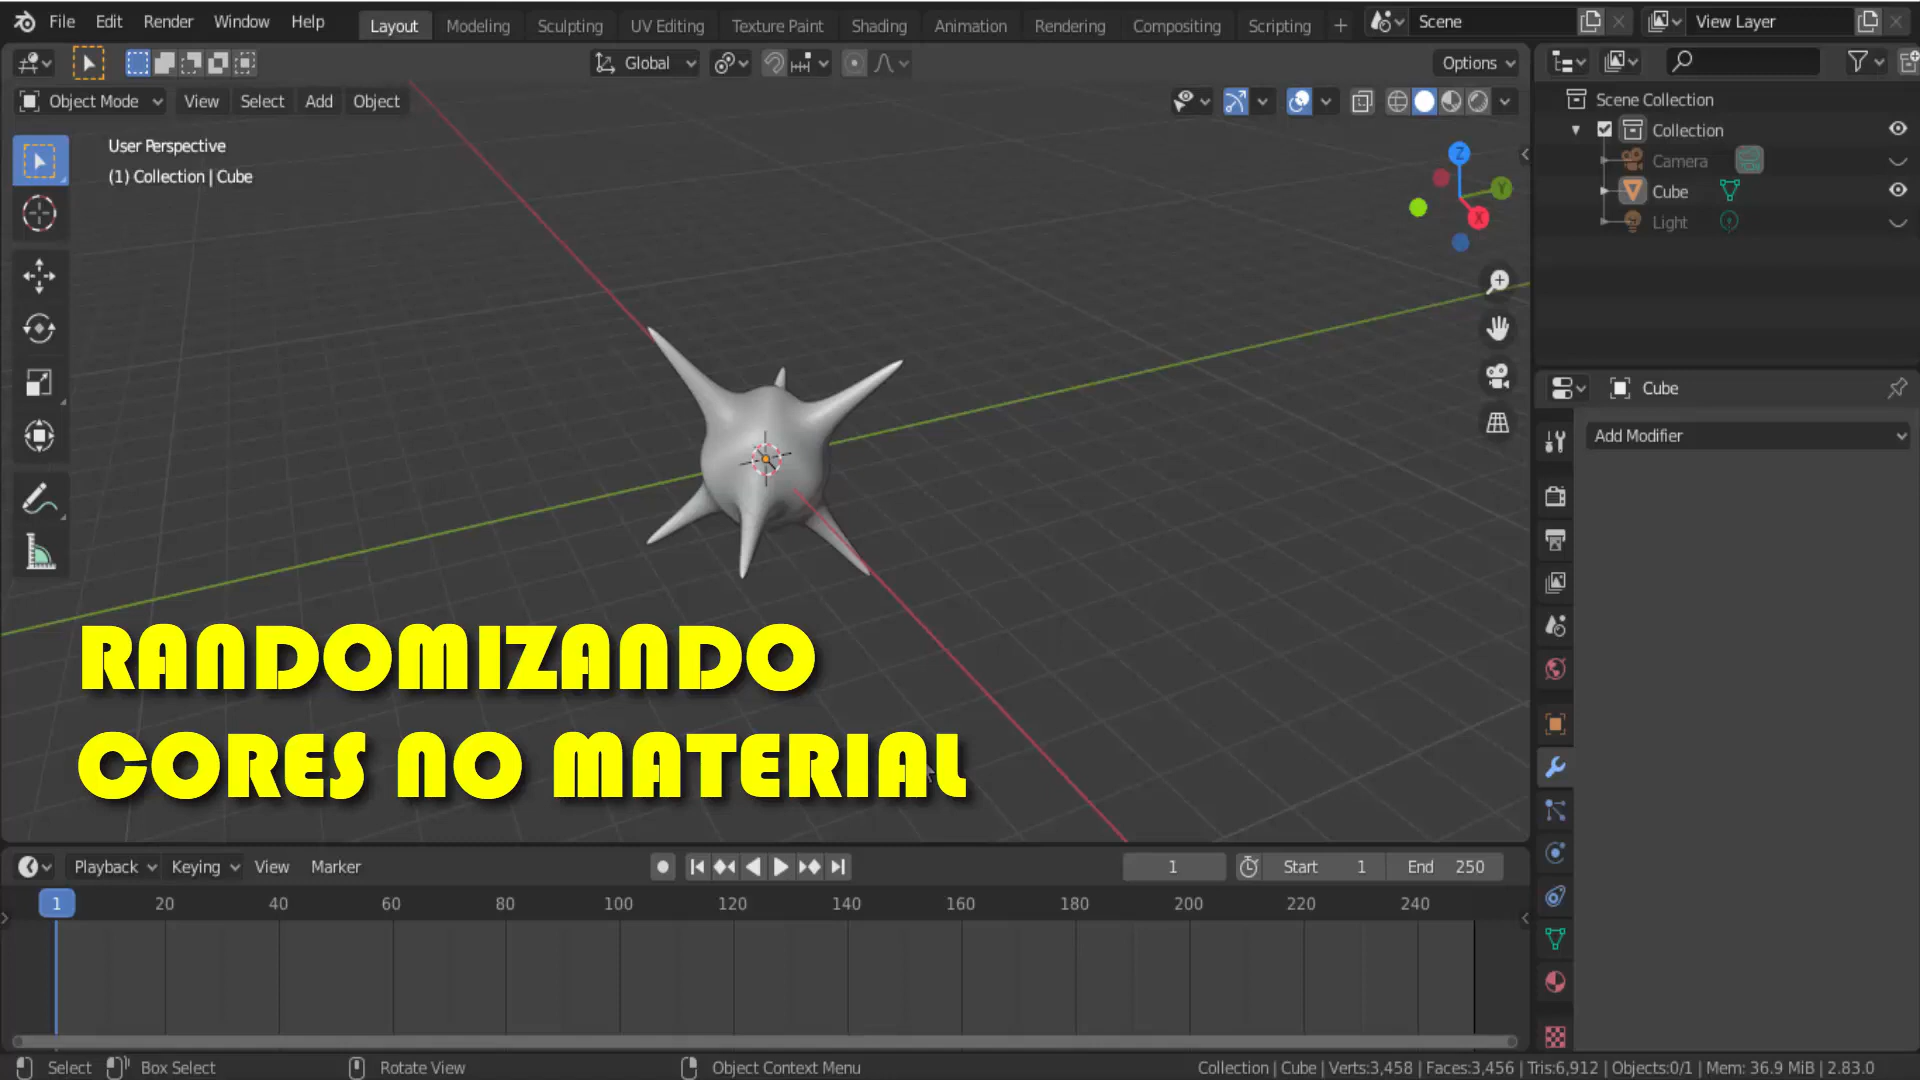 File Edit Render Window Help Layout Modeling Sculpting UV Editing Texture Paint Shading Animation Rendering Compositing Scripting + Scene View Layer
Global Options
Object Mode View Select Add Object
User Perspective
(1) Collection | Cube
Z
Y
X
Scene Collection
Collection
Camera
Cube
Light
Cube
Add Modifier
RANDOMIZANDO
CORES NO MATERIAL
Playback Keying View Marker 1 Start 1 End 250
1 20 40 60 80 100 120 140 160 180 200 220 240
Select Box Select Rotate View Object Context Menu Collection | Cube | Verts:3,458 | Faces:3,456 | Tris:6,912 | Objects:0/1 | Mem: 36.9 MiB | 2.83.0